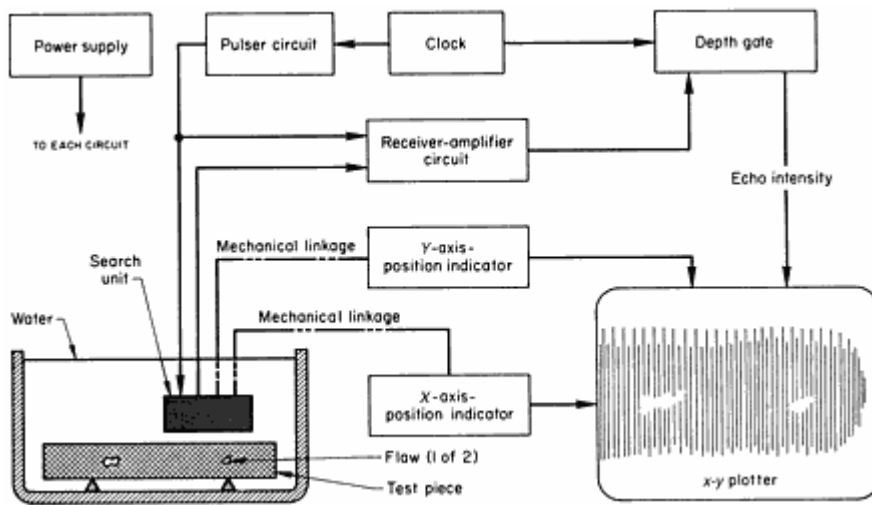 Power supply
Pulser circuit
Clock
Depth gate
TO EACH CIRCUIT
Receiver-amplifier
circuit
Echo intensity
Mechanical linkage
Y-axis-
position indicator
Search
unit
Water
Mechanical linkage
X-axis-
position indicator
Flaw (1 of 2)
Test piece
x-y plotter